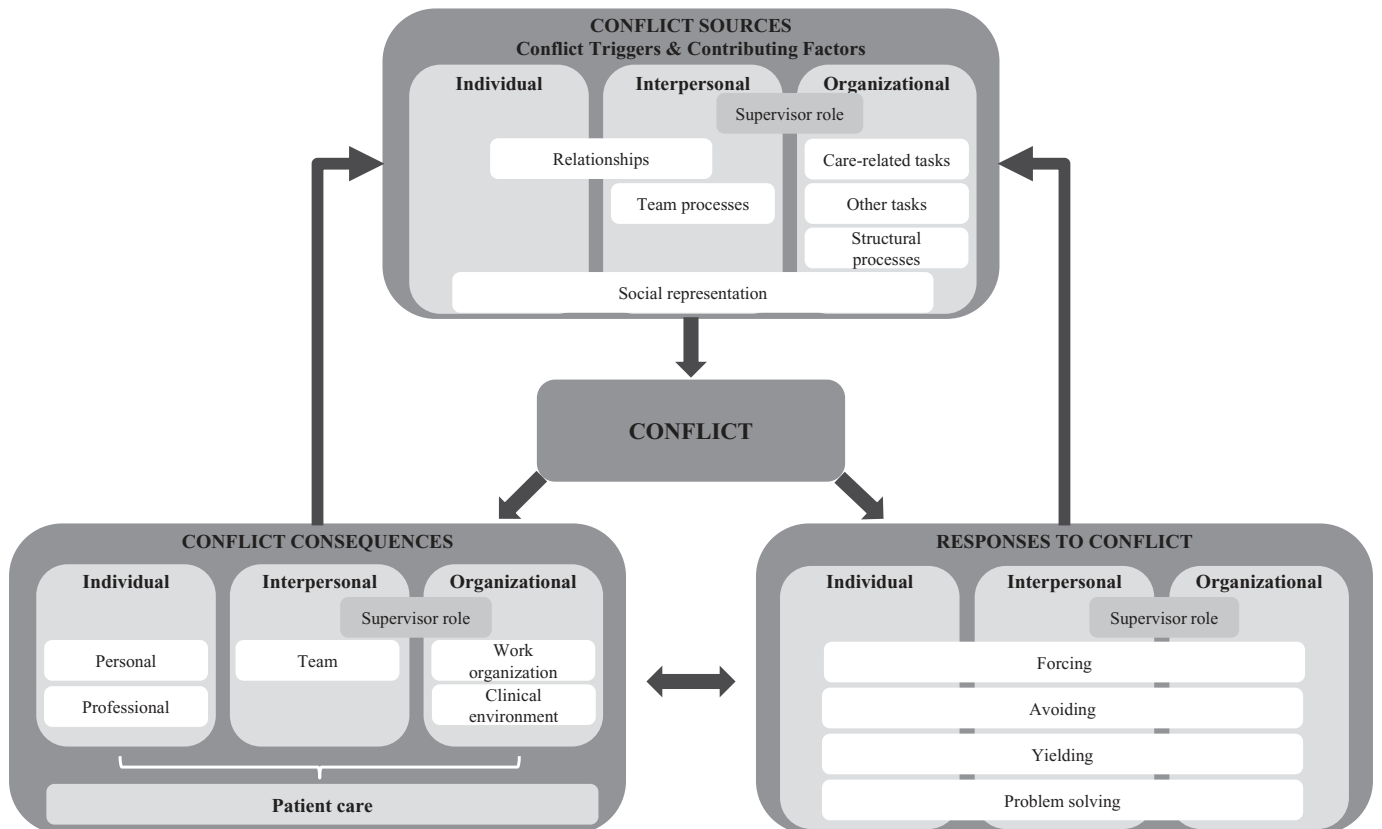 CONFLICT SOURCES
Conflict Triggers & Contributing Factors
Individual
Interpersonal
Organizational
Supervisor role
Relationships
Care-related tasks
Team processes
Other tasks
Structural
processes
Social representation
CONFLICT
CONFLICT CONSEQUENCES
Individual
Interpersonal
Organizational
Supervisor role
Personal
Team
Work
organization
Professional
Clinical
environment
Patient care
RESPONSES TO CONFLICT
Individual
Interpersonal
Organizational
Supervisor role
Forcing
Avoiding
Yielding
Problem solving